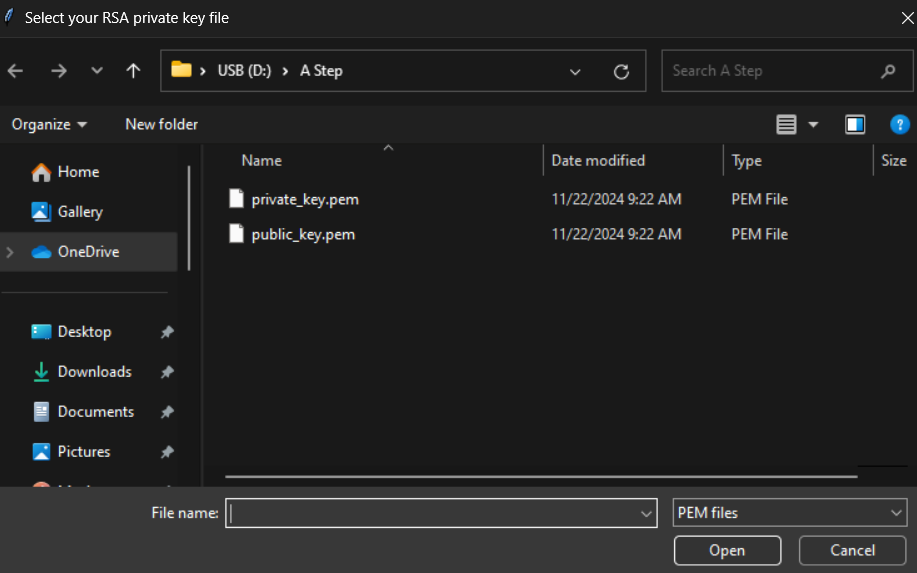 Select your RSA private key file
USB (D:) A Step
Search A Step
Organize New folder
?
Name Date modified Type Size
Home
Gallery
OneDrive
private_key.pem 11/22/2024 9:22 AM PEM File
public_key.pem 11/22/2024 9:22 AM PEM File
Desktop
Downloads
Documents
Pictures
File name: PEM files
Open Cancel